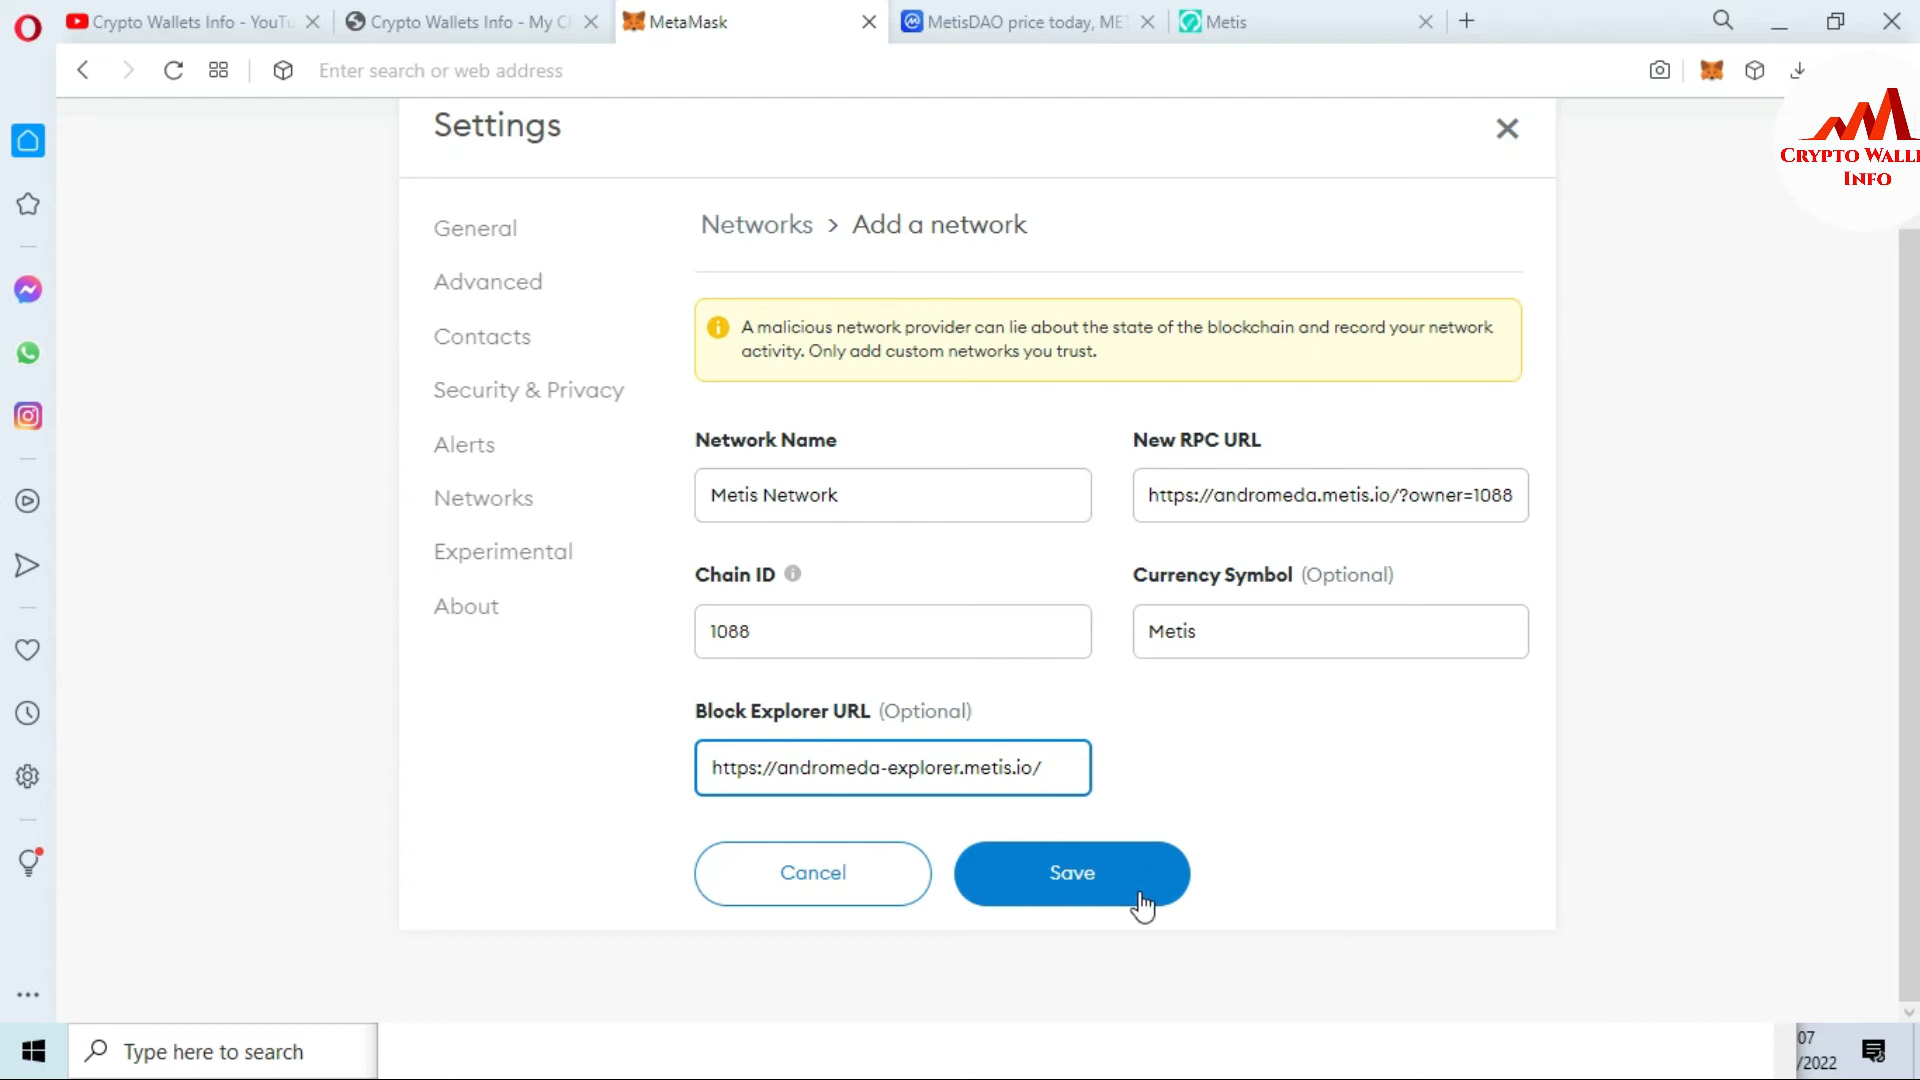 Crypto Wallets Info - YouTu
Crypto Wallets Info - My C
MetaMask
MetisDAO price today, MET
Metis
Enter search or web address
CRYPTO WALLE
INFO
Settings
General
Advanced
Contacts
Security & Privacy
Alerts
Networks
Experimental
About
Networks > Add a network
A malicious network provider can lie about the state of the blockchain and record your network
activity. Only add custom networks you trust.
Network Name
New RPC URL
Metis Network
https://andromeda.metis.io/?owner=1088
Chain ID
Currency Symbol (Optional)
1088
Metis
Block Explorer URL (Optional)
https://andromeda-explorer.metis.io/
Cancel
Save
Type here to search
07
/2022